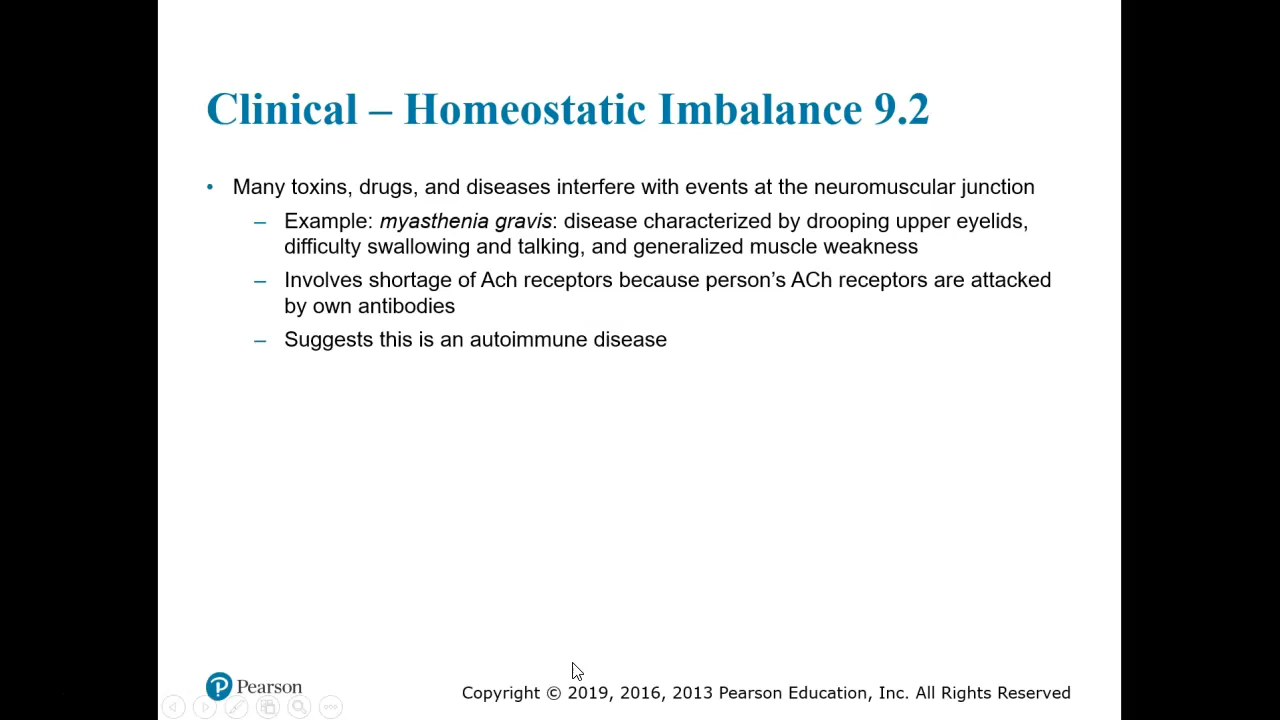 Clinical – Homeostatic Imbalance 9.2
• Many toxins, drugs, and diseases interfere with events at the neuromuscular junction
– Example: myasthenia gravis: disease characterized by drooping upper eyelids,
difficulty swallowing and talking, and generalized muscle weakness
– Involves shortage of Ach receptors because person’s ACh receptors are attacked
by own antibodies
– Suggests this is an autoimmune disease
Pearson
Copyright © 2019, 2016, 2013 Pearson Education, Inc. All Rights Reserved